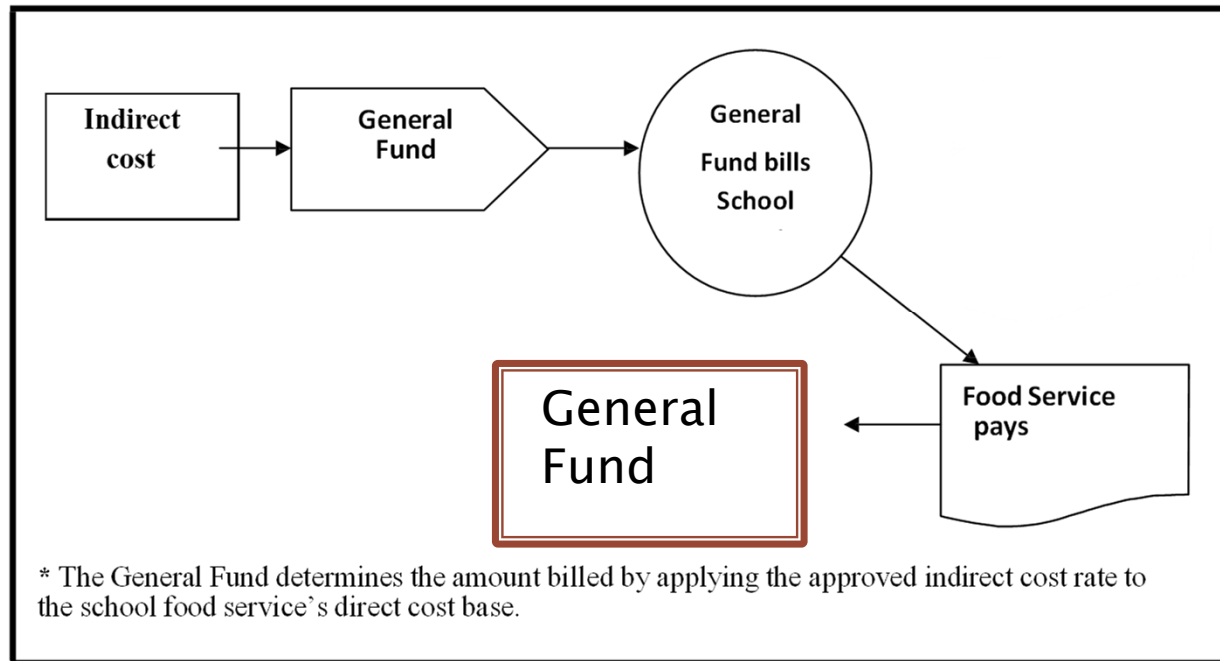 Indirect
cost
General
Fund
General
Fund bills
School
Food Service
pays
General
Fund
* The General Fund determines the amount billed by applying the approved indirect cost rate to
the school food service’s direct cost base.